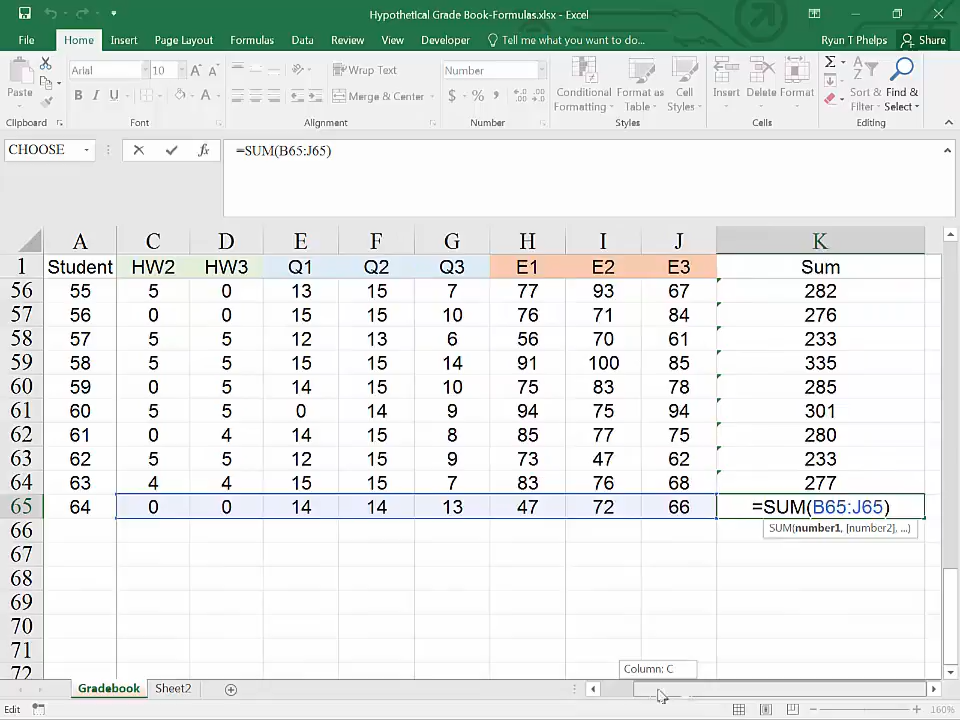 Hypothetical Grade Book-Formulas.xlsx - Excel
File Home Insert Page Layout Formulas Data Review View Developer Tell me what you want to do... Ryan T Phelps Share
Paste Arial 10 A A Wrap Text Number Conditional Formatting Format as Table Cell Styles Insert Delete Format Sort & Filter Find & Select
B I U A Merge & Center $ % ,
Clipboard Font Alignment Number Styles Cells Editing
CHOOSE fx =SUM(B65:J65)
A C D E F G H I J K
1 Student HW2 HW3 Q1 Q2 Q3 E1 E2 E3 Sum
56 55 5 0 13 15 7 77 93 67 282
57 56 0 0 15 15 10 76 71 84 276
58 57 5 5 12 13 6 56 70 61 233
59 58 5 5 15 15 14 91 100 85 335
60 59 0 5 14 15 10 75 83 78 285
61 60 5 5 0 14 9 94 75 94 301
62 61 0 4 14 15 8 85 77 75 280
63 62 5 5 12 15 9 73 47 62 233
64 63 4 4 15 15 7 83 76 68 277
65 64 0 0 14 14 13 47 72 66 =SUM(B65:J65)
66 SUM(number1, [number2], ...)
67
68
69
70
71
72
Column: C
Gradebook Sheet2
Edit 160%